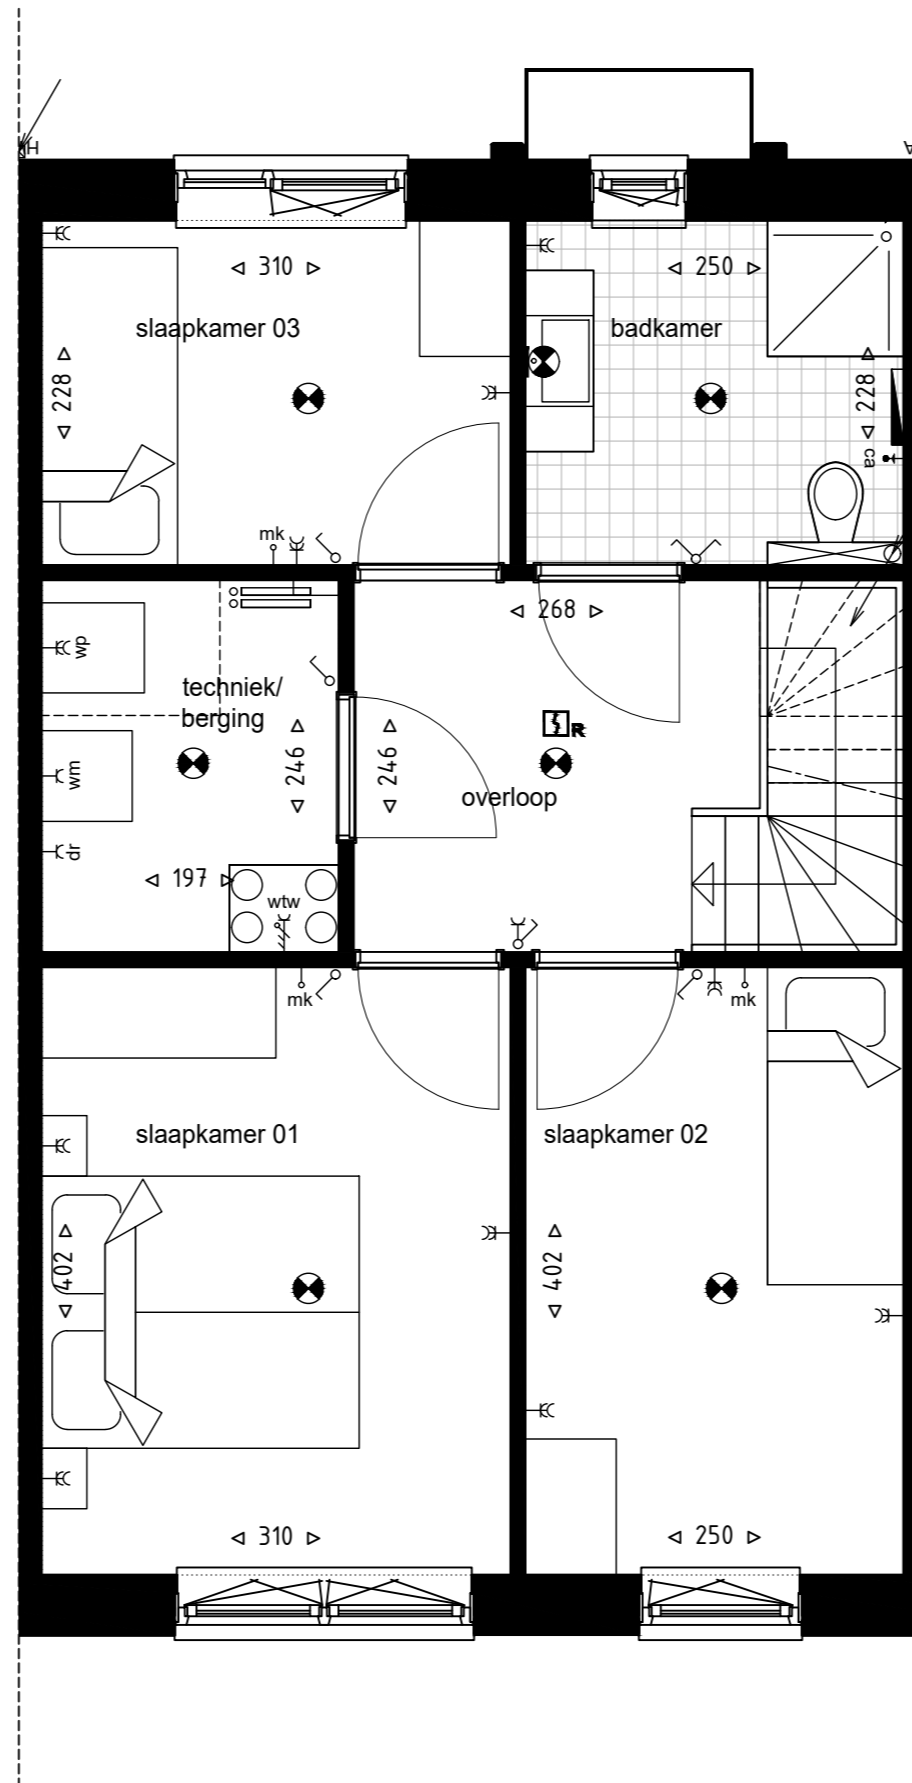 H
A
310
250
slaapkamer 03
badkamer
228
228
ca
mk
268
wp
techniek/
berging
246
246
R
wm
overloop
dr
197
wtw
mk
mk
slaapkamer 01
slaapkamer 02
402
402
310
250